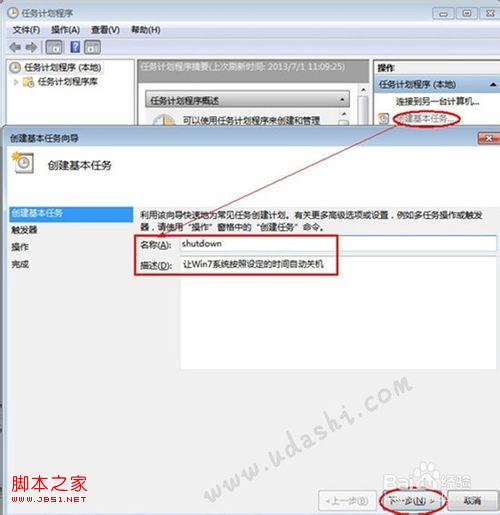 任务计划程序
文件(F) 操作(A) 查看(V) 帮助(H)
任务计划程序 (本地)
任务计划程序库
任务计划程序摘要(上次刷新时间: 2013/7/1 11:09:25)
任务计划程序概述
可以使用任务计划程序来创建和管理
操作
任务计划程序 (本地)
连接到另一台计算机...
创建基本任务...
创建基本任务向导
创建基本任务
创建基本任务
触发器
操作
完成
利用该向导快速地为常见任务创建计划。有关更多高级选项或设置，例如多任务操作或触
发器，请使用“操作”窗格中的“创建任务”命令。
名称(A): shutdown
描述(D): 让Win7系统按照设定的时间自动关机
www.udashi.com
脚本之家
www.JB51.NET
Baidu经验
<上一步(B) 下一步(N) > 取消